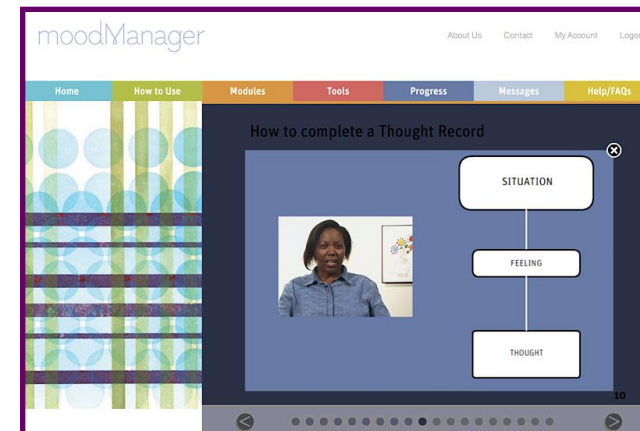 moodManager
About Us Contact My Account Logou
Home How to Use Modules Tools Progress Messages Help/FAQs
How to complete a Thought Record
SITUATION
FEELING
THOUGHT
10